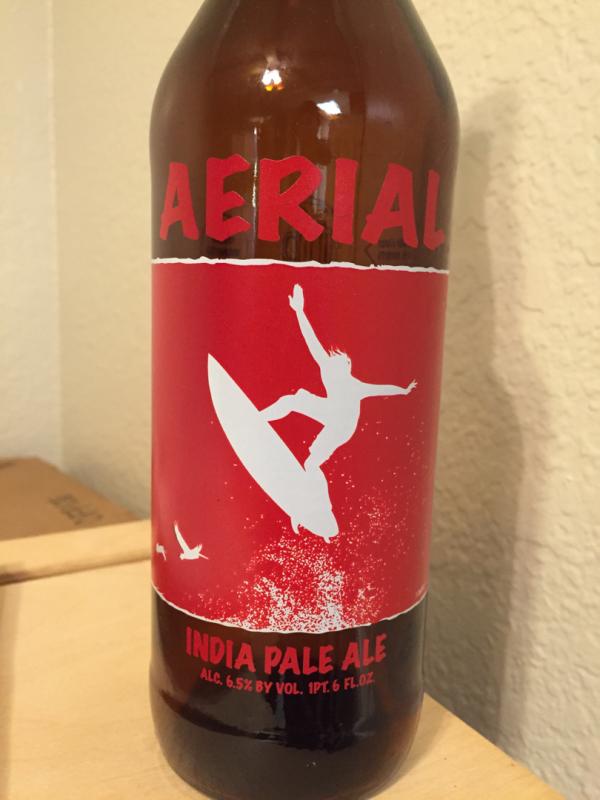 AERIAL
INDIA PALE ALE
ALC. 6.5% BY VOL. 1PT. 6 FL.OZ.